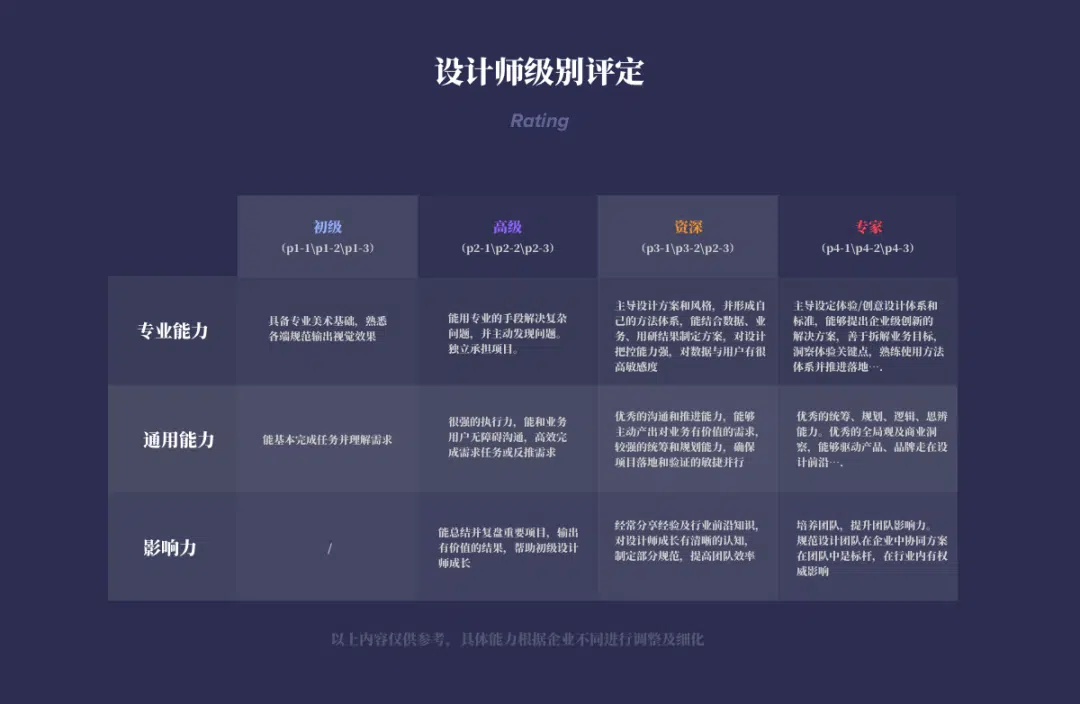 设计师级别评定
Rating
初级
(p1-1\p1-2\p1-3)
高级
(p2-1\p2-2\p2-3)
资深
(p3-1\p3-2\p2-3)
专家
(p4-1\p4-2\p4-3)
专业能力
具备专业美术基础，熟悉
各端规范输出视觉效果
能用专业的手段解决复杂
问题，并主动发现问题。
独立承担项目。
主导设计方案和风格，并形成自
己的方法体系，能结合数据、业
务、用研结果制定方案，对设计
把控能力强，对数据与用户有很
高敏感度
主导设定体验/创意设计体系和
标准，能够提出企业级创新的
解决方案，善于拆解业务目标，
洞察体验关键点，熟练使用方法
体系并推进落地….
通用能力
能基本完成任务并理解需求
很强的执行力，能和业务
用户无障碍沟通，高效完
成需求任务或反推需求
优秀的沟通和推进能力，能够
主动产出对业务有价值的需求，
较强的统筹和规划能力，确保
项目落地和验证的敏捷并行
优秀的统筹、规划、逻辑、思辨
能力。优秀的全局观及商业洞
察，能够驱动产品、品牌走在设
计前沿….
影响力
/
能总结并复盘重要项目，输出
有价值的结果，帮助初级设计
师成长
经常分享经验及行业前沿知识，
对设计师成长有清晰的认知，
制定部分规范，提高团队效率
培养团队，提升团队影响力。
规范设计团队在企业中协同方案
在团队中是标杆，在行业内有权
威影响
以上内容仅供参考，具体能力根据企业不同进行调整及细化